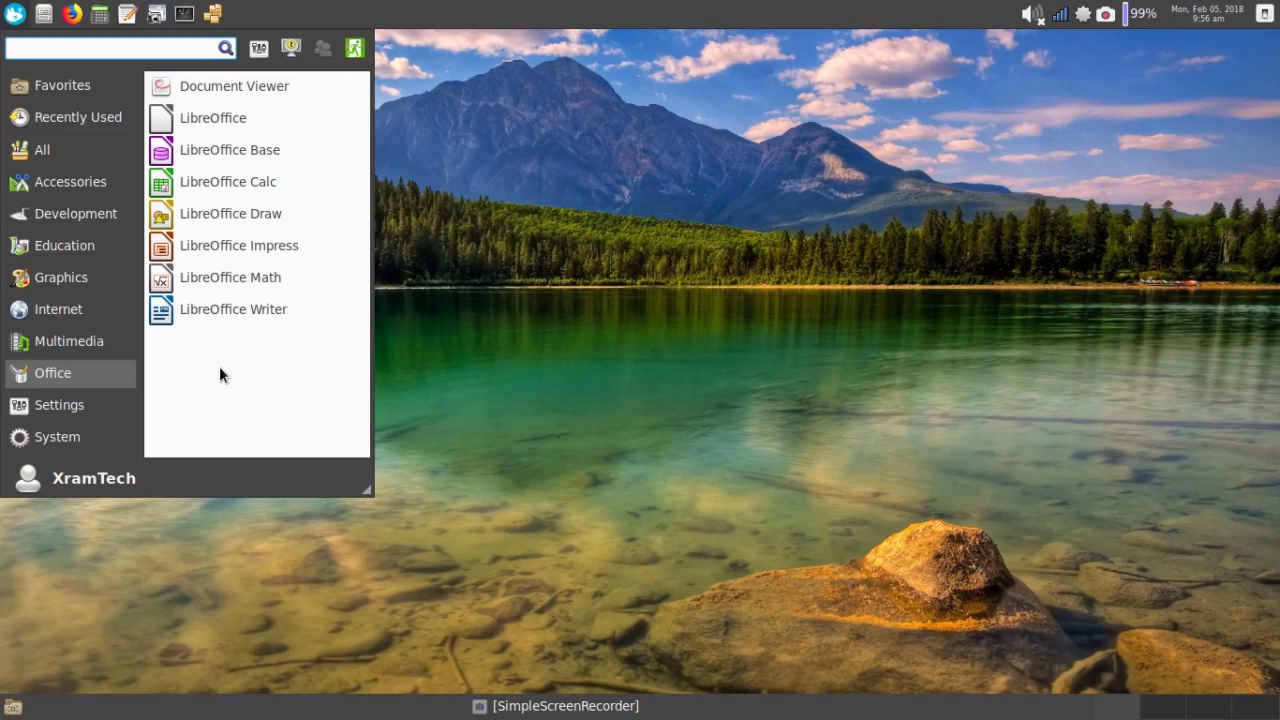 99%
Mon, Feb 05, 2018
9:56 am
Favorites
Recently Used
All
Accessories
Development
Education
Graphics
Internet
Multimedia
Office
Settings
System
Document Viewer
LibreOffice
LibreOffice Base
LibreOffice Calc
LibreOffice Draw
LibreOffice Impress
LibreOffice Math
LibreOffice Writer
XramTech
[SimpleScreenRecorder]